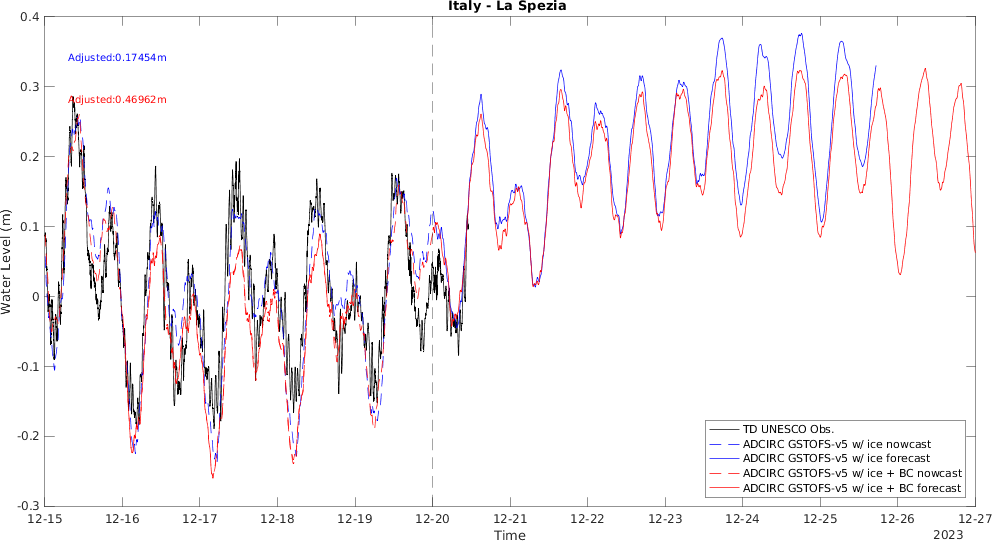 Italy - La Spezia
Adjusted:0.17454m
Adjusted:0.46962m
Water Level (m)
0.4
0.3
0.2
0.1
0
-0.1
-0.2
-0.3
12-15 12-16 12-17 12-18 12-19 12-20 12-21 12-22 12-23 12-24 12-25 12-26 12-27
Time
2023
TD UNESCO Obs.
ADCIRC GSTOFS-v5 w/ ice nowcast
ADCIRC GSTOFS-v5 w/ ice forecast
ADCIRC GSTOFS-v5 w/ ice + BC nowcast
ADCIRC GSTOFS-v5 w/ ice + BC forecast